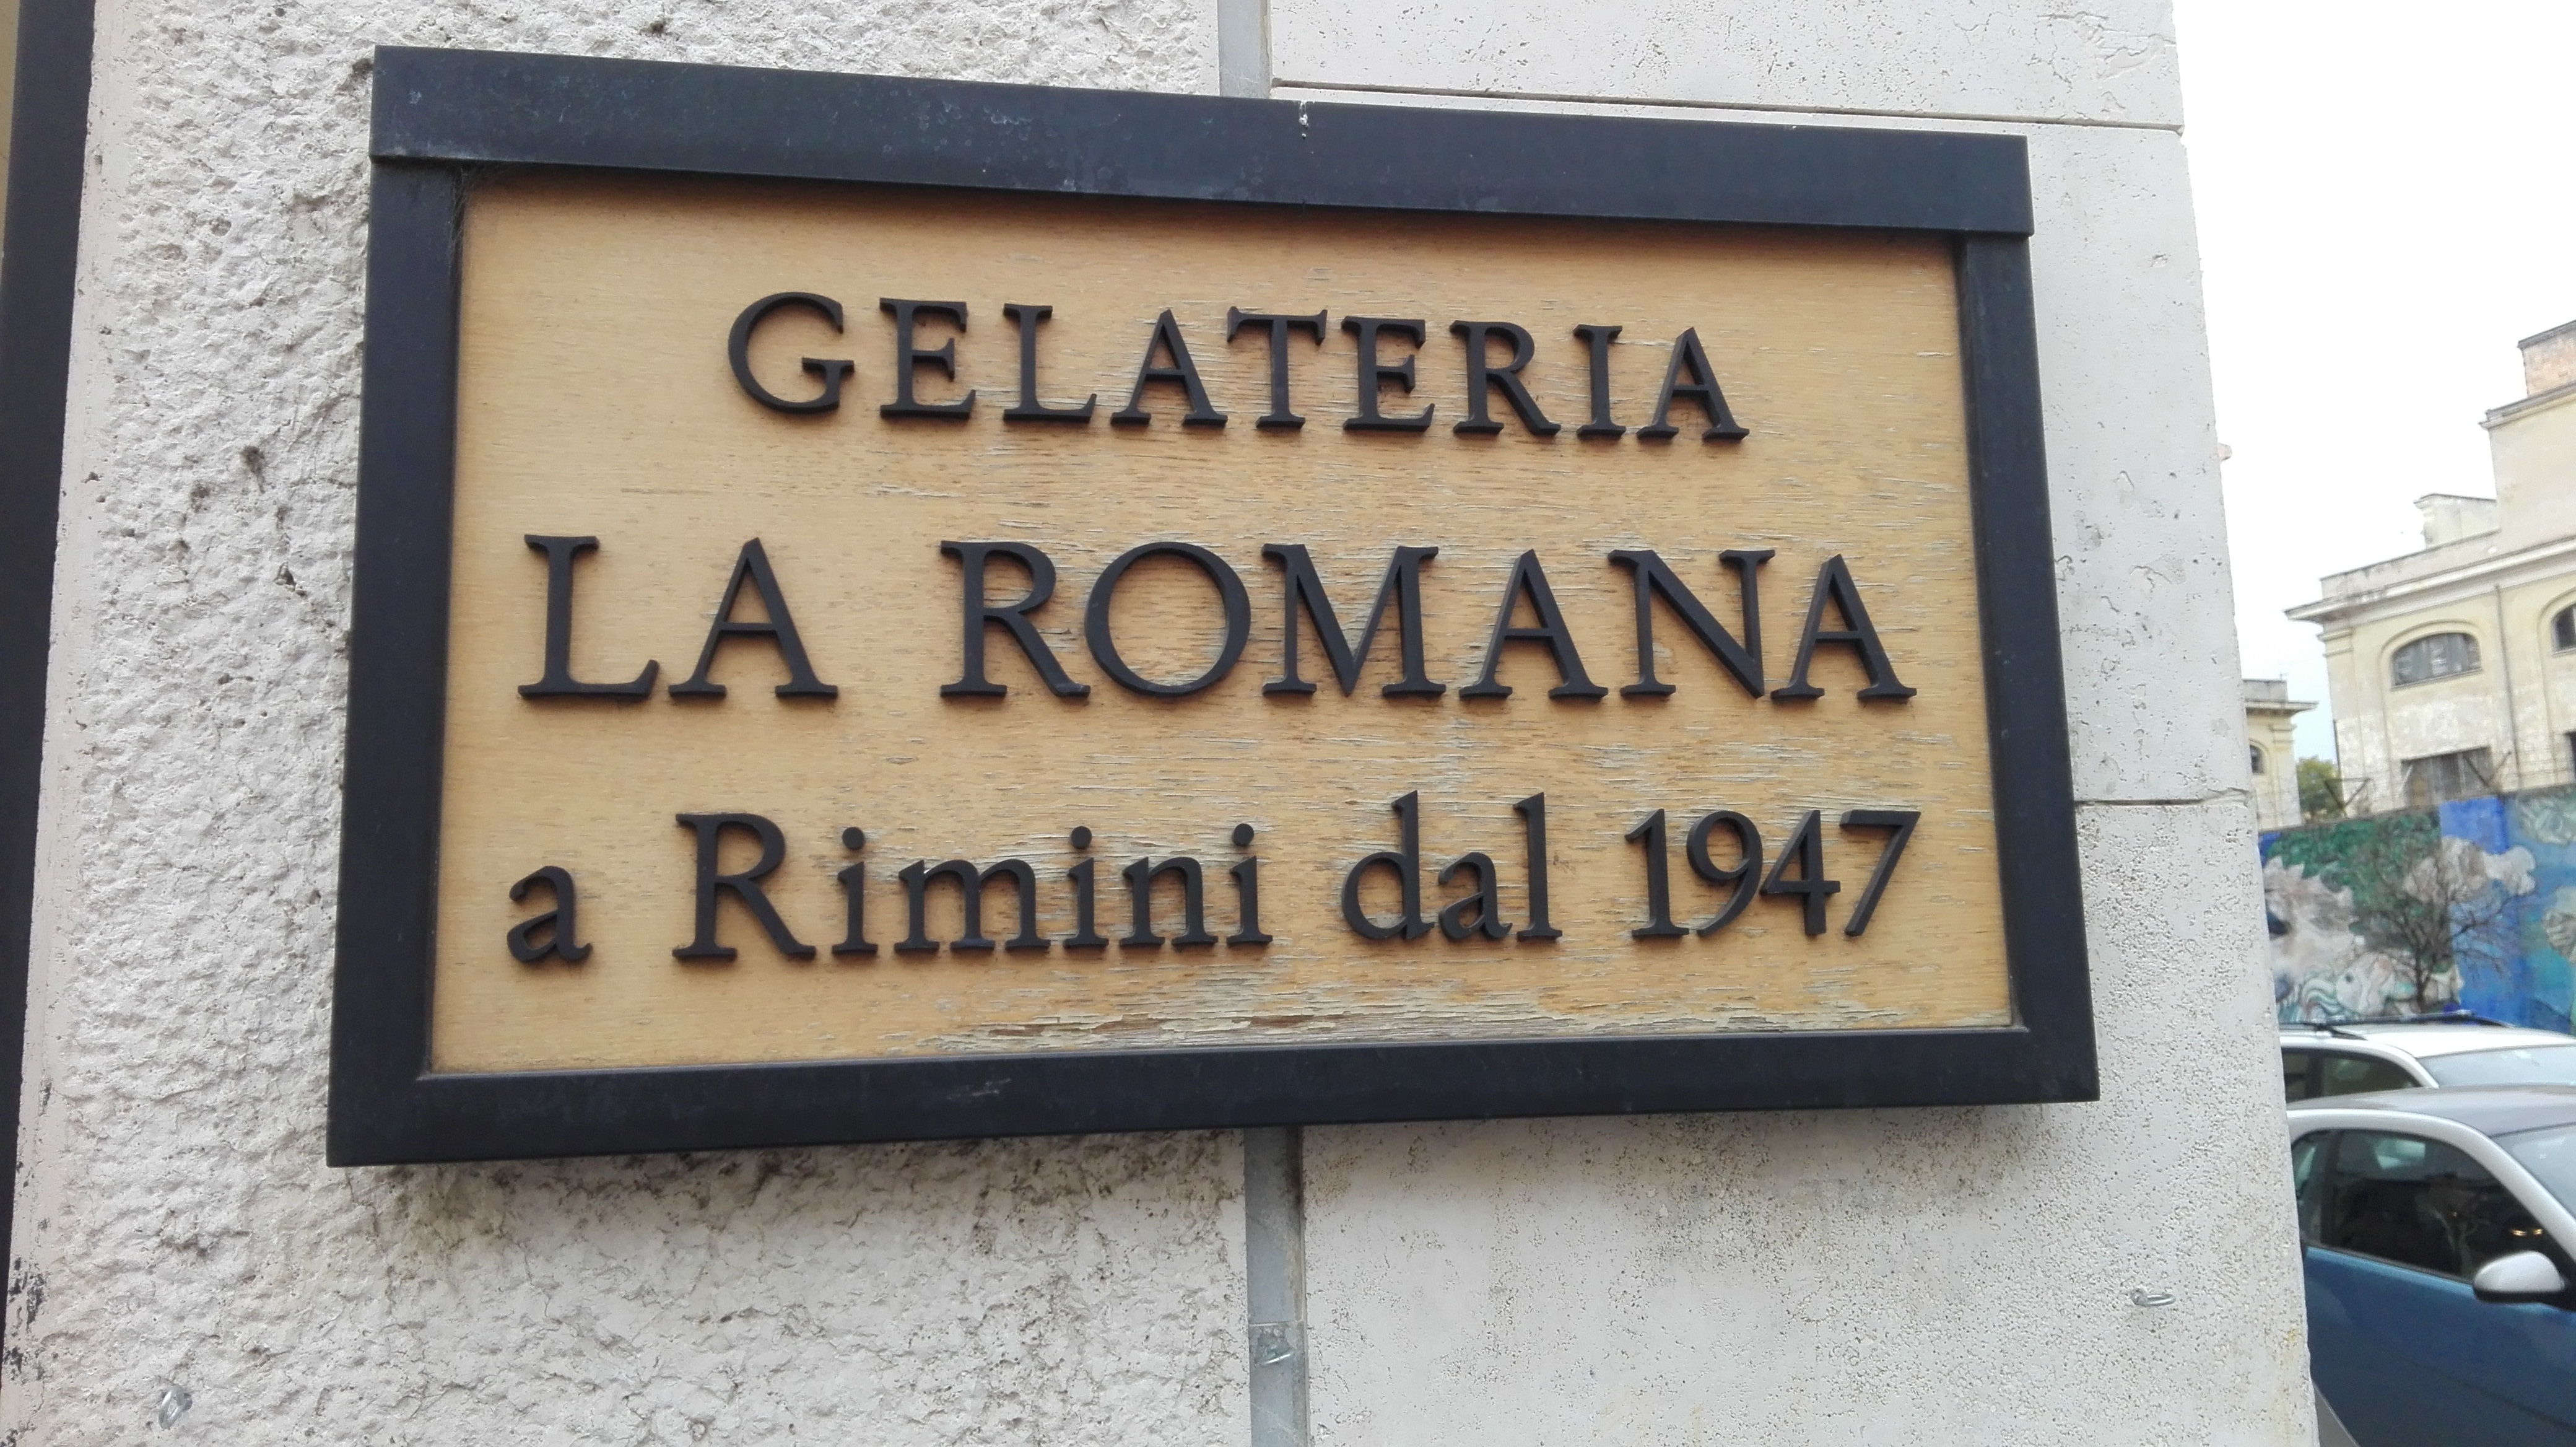 GELATERIA
LA ROMANA
a Rimini dal 1947